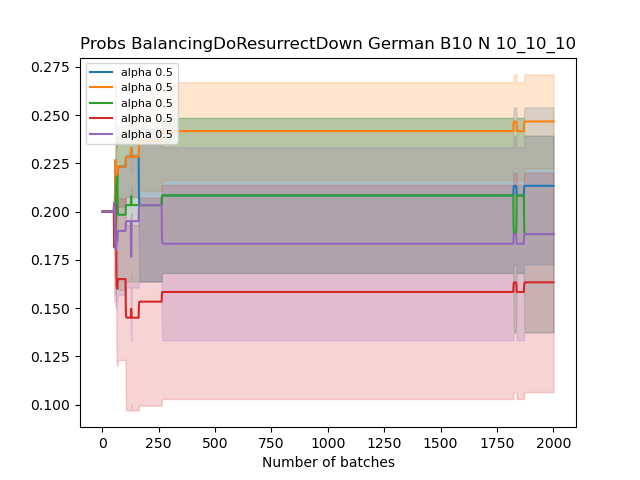 Probs BalancingDoResurrectDown German B10 N 10_10_10
0.275
0.250
0.225
0.200
0.175
0.150
0.125
0.100
alpha 0.5
alpha 0.5
alpha 0.5
alpha 0.5
alpha 0.5
0 250 500 750 1000 1250 1500 1750 2000
Number of batches